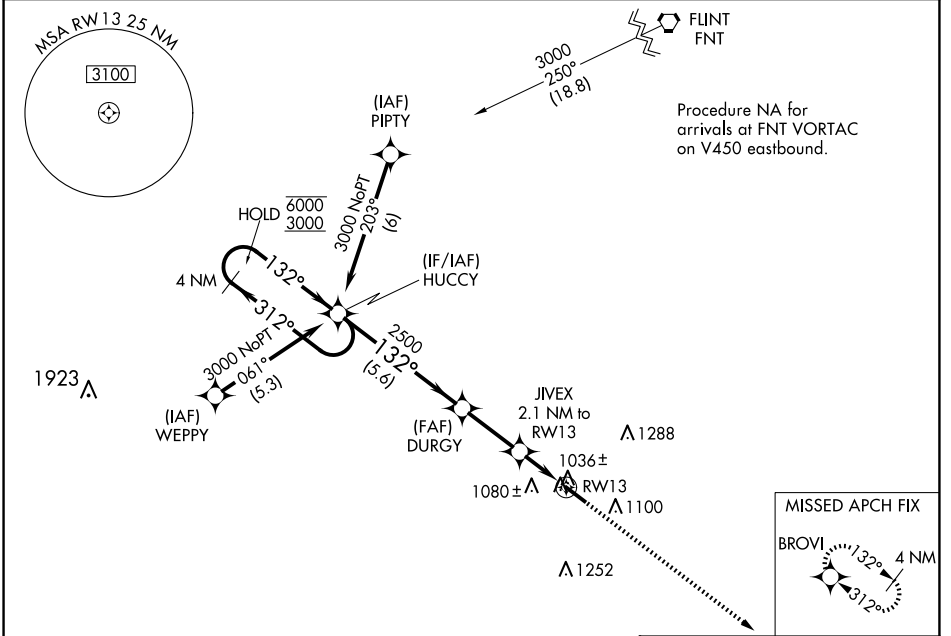 MSA RW13 25 NM
3100
FLINT
FNT
3000
250°
(18.8)
Procedure NA for
arrivals at FNT VORTAC
on V450 eastbound.
(IAF)
PIPTY
3000 NoPT
203°
(6)
HOLD
6000
3000
4 NM
132°
312°
(IF/IAF)
HUCCY
3000 NoPT
061°
(5.3)
1923
(IAF)
WEPPY
2500
132°
(5.6)
(FAF)
DURGY
JIVEX
2.1 NM to
RW13
1288
1036±
1080±
RW13
1100
1252
MISSED APCH FIX
BROVI
132°
4 NM
312°